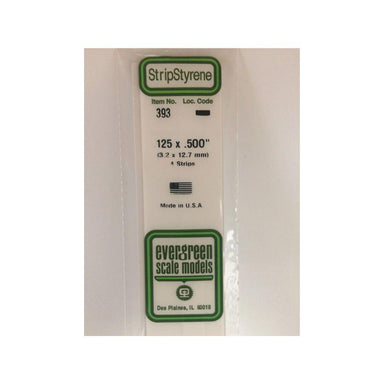 StripStyrene
Item No. Loc. Code
393
125 x .500"
(3.2 x 12.7 mm)
Strips
Made in U.S.A.
evergreen
scale models
Des Plaines, IL 60018